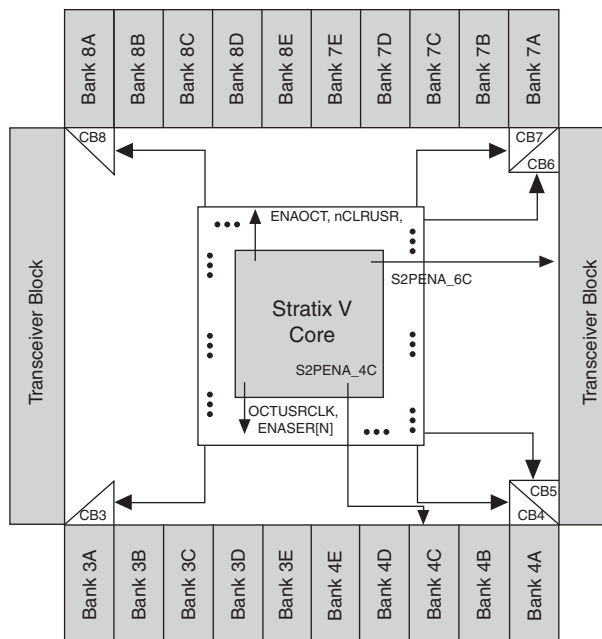 Bank 8A
Bank 8B
Bank 8C
Bank 8D
Bank 8E
Bank 7E
Bank 7D
Bank 7C
Bank 7B
Bank 7A
CB8
CB7
CB6
Transceiver Block
ENAOCT, nCLRUSR,
S2PENA_6C
Stratix V
Core
S2PENA_4C
OCTUSRCLK,
ENASER[N]
Transceiver Block
CB3
CB5
CB4
Bank 3A
Bank 3B
Bank 3C
Bank 3D
Bank 3E
Bank 4E
Bank 4D
Bank 4C
Bank 4B
Bank 4A